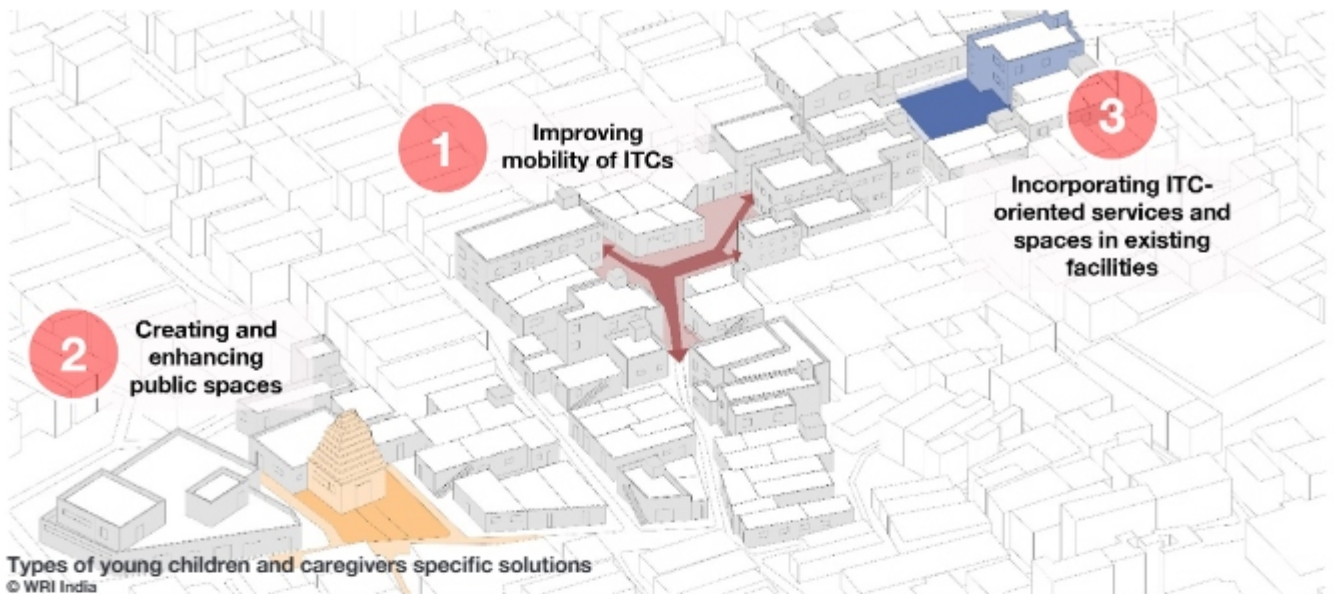 1
Improving
mobility of ITCs
2
Creating and
enhancing
public spaces
3
Incorporating ITC-
oriented services and
spaces in existing
facilities
Types of young children and caregivers specific solutions
© WRI India